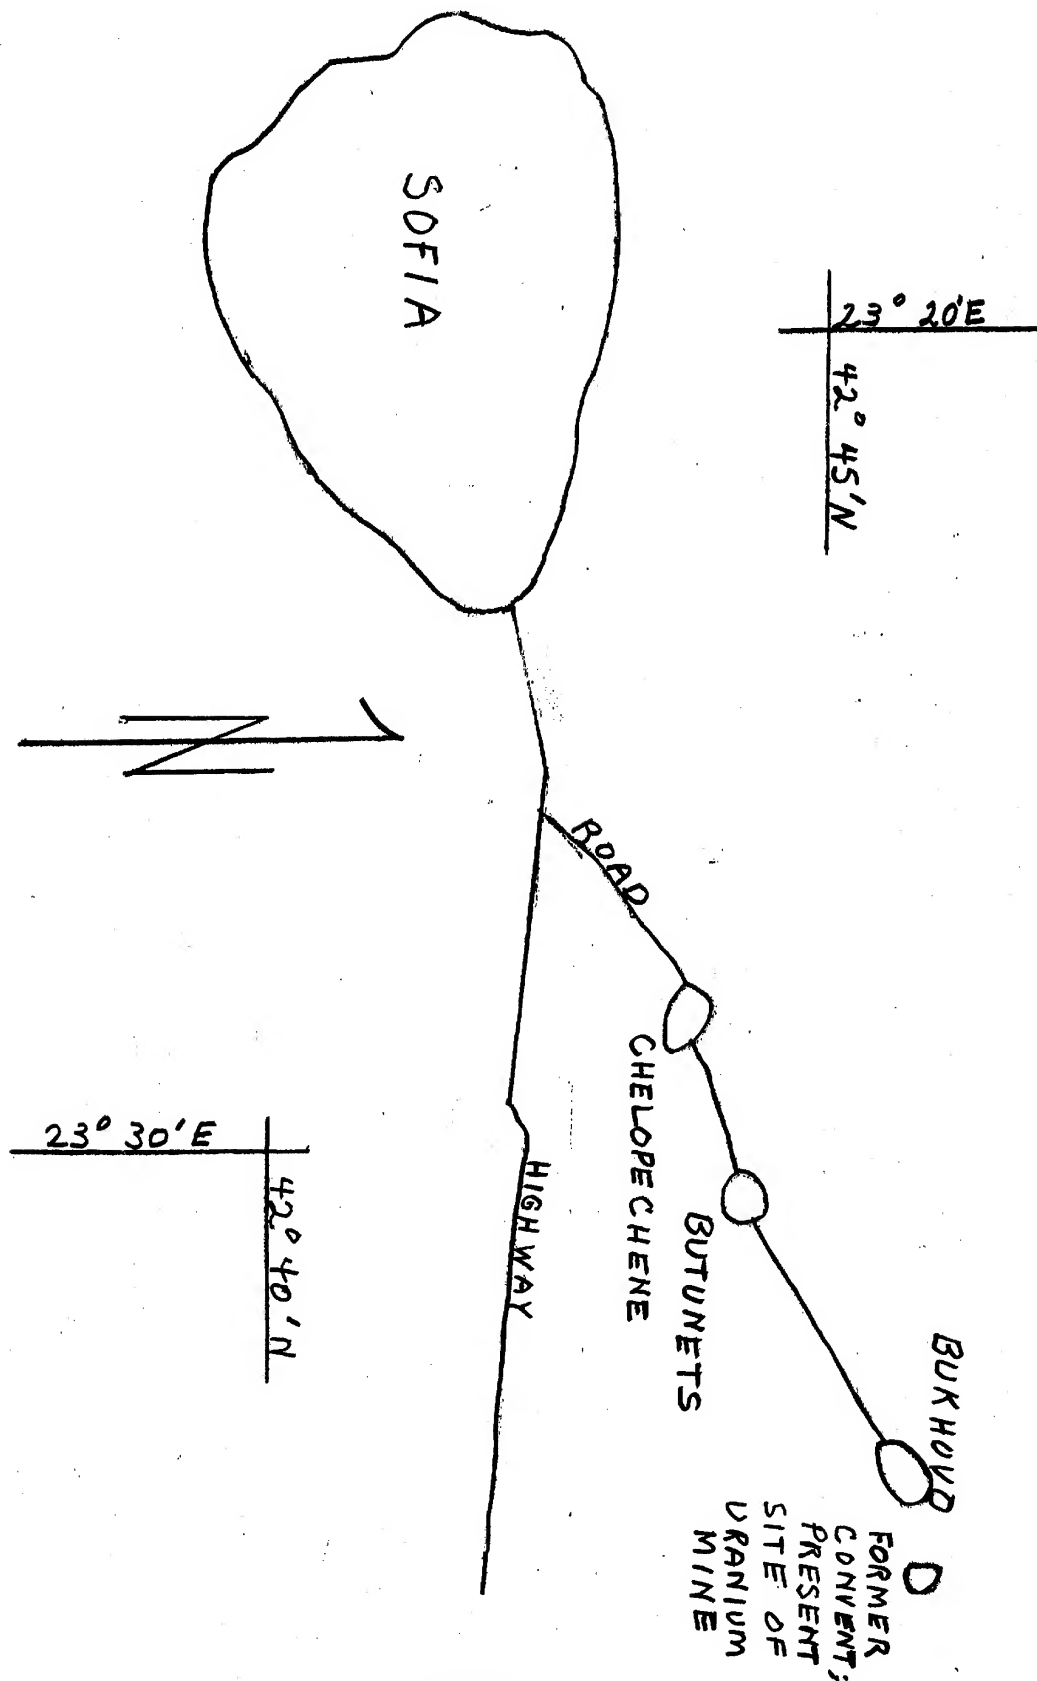 SOFIA
23° 20'E
42° 45'N
N
ROAD
CHELOPECHENE
BUTUNETS
BUKHOVO
FORMER
CONVENT;
PRESENT
SITE OF
URANIUM
MINE
HIGHWAY
23° 30'E
42° 40'N